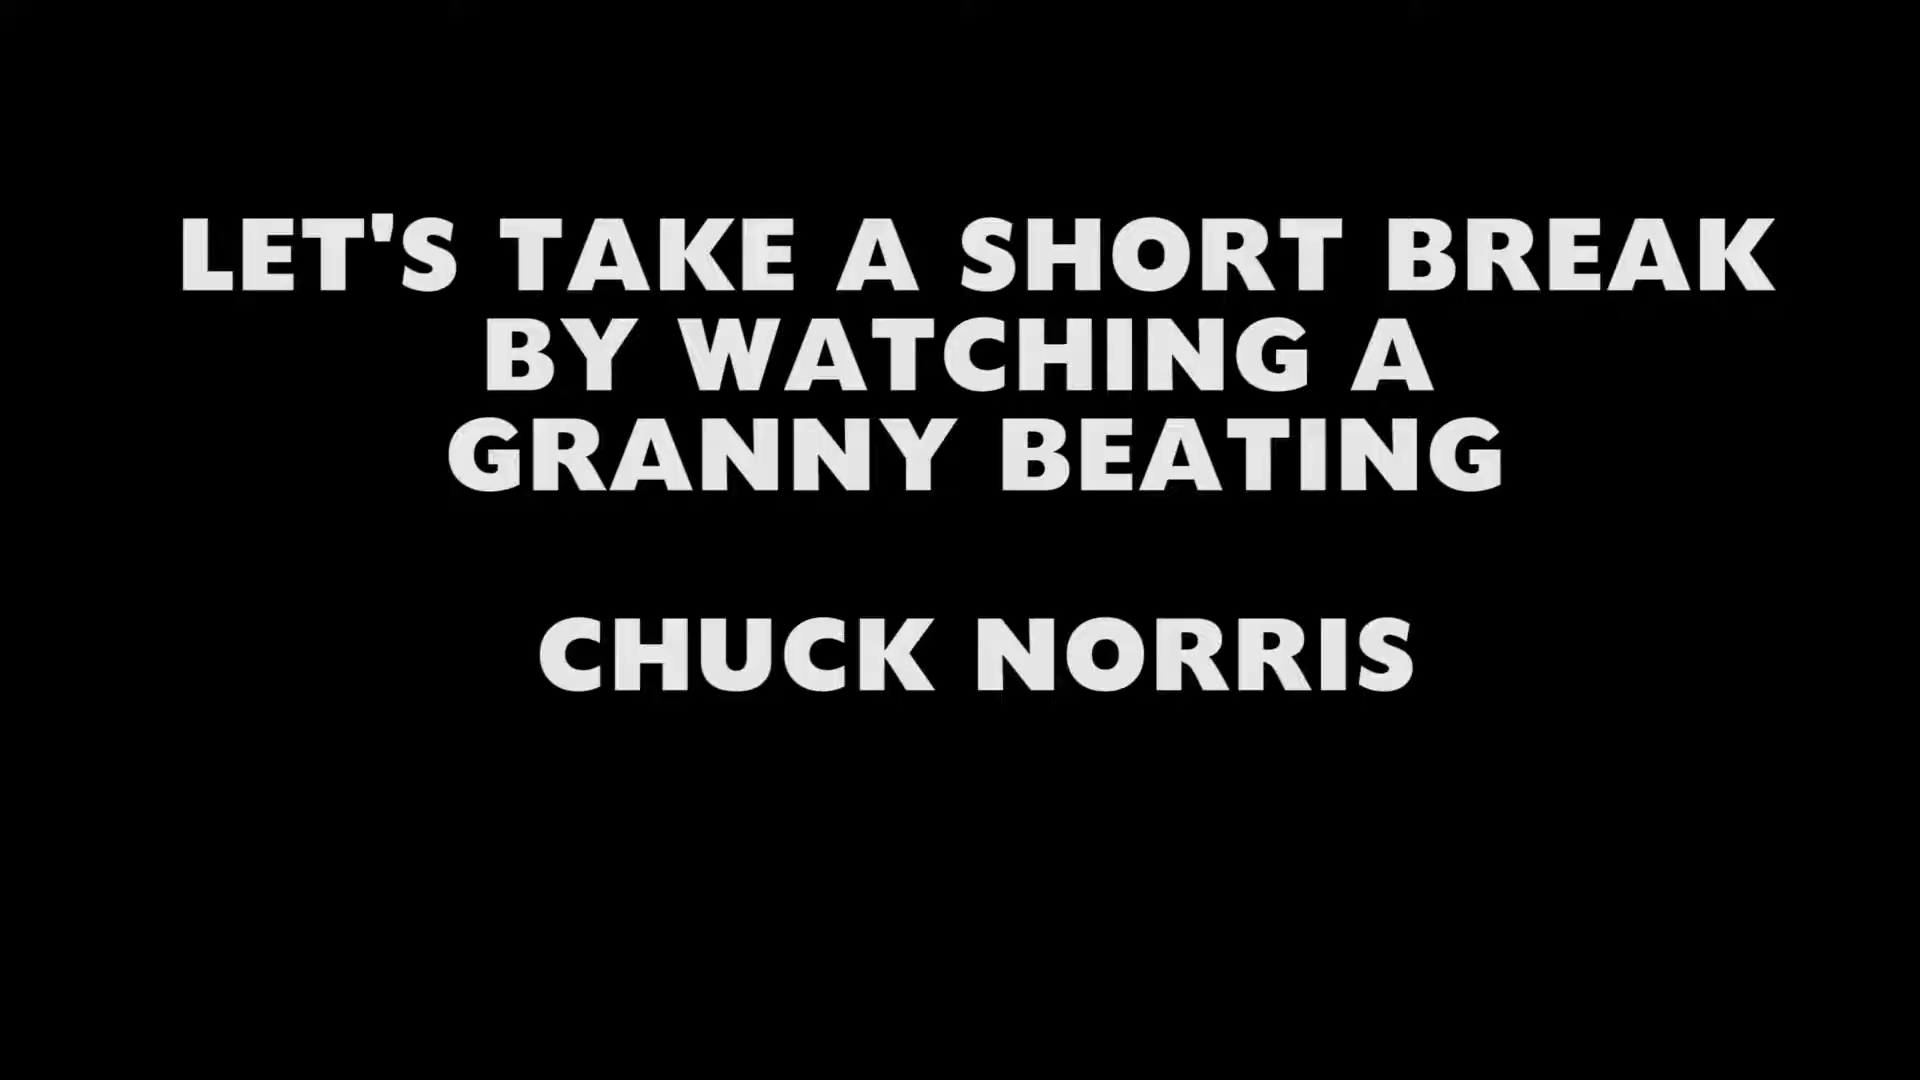 LET'S TAKE A SHORT BREAK
BY WATCHING A
GRANNY BEATING
CHUCK NORRIS